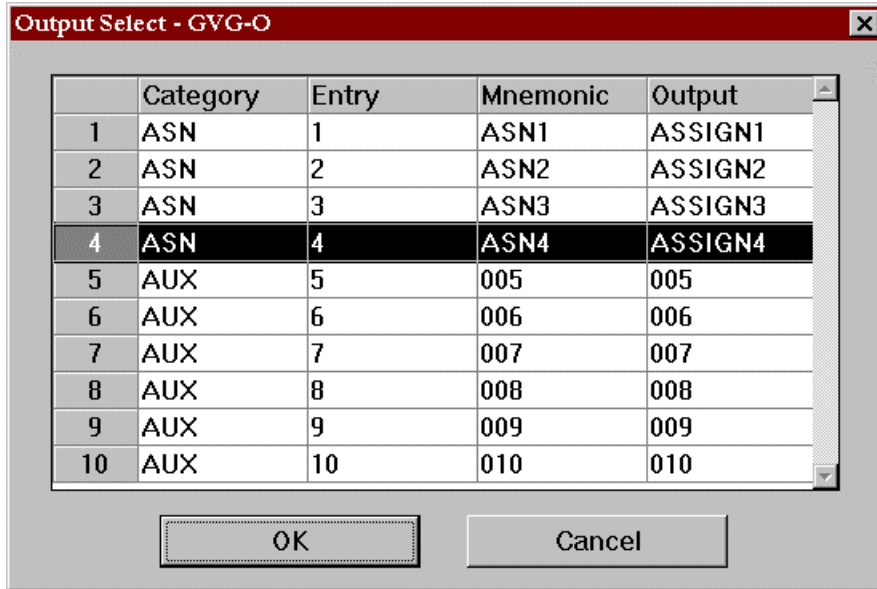 Output Select - GVG-O
Category Entry Mnemonic Output
1 ASN 1 ASN1 ASSIGN1
2 ASN 2 ASN2 ASSIGN2
3 ASN 3 ASN3 ASSIGN3
4 ASN 4 ASN4 ASSIGN4
5 AUX 5 005 005
6 AUX 6 006 006
7 AUX 7 007 007
8 AUX 8 008 008
9 AUX 9 009 009
10 AUX 10 010 010
OK Cancel